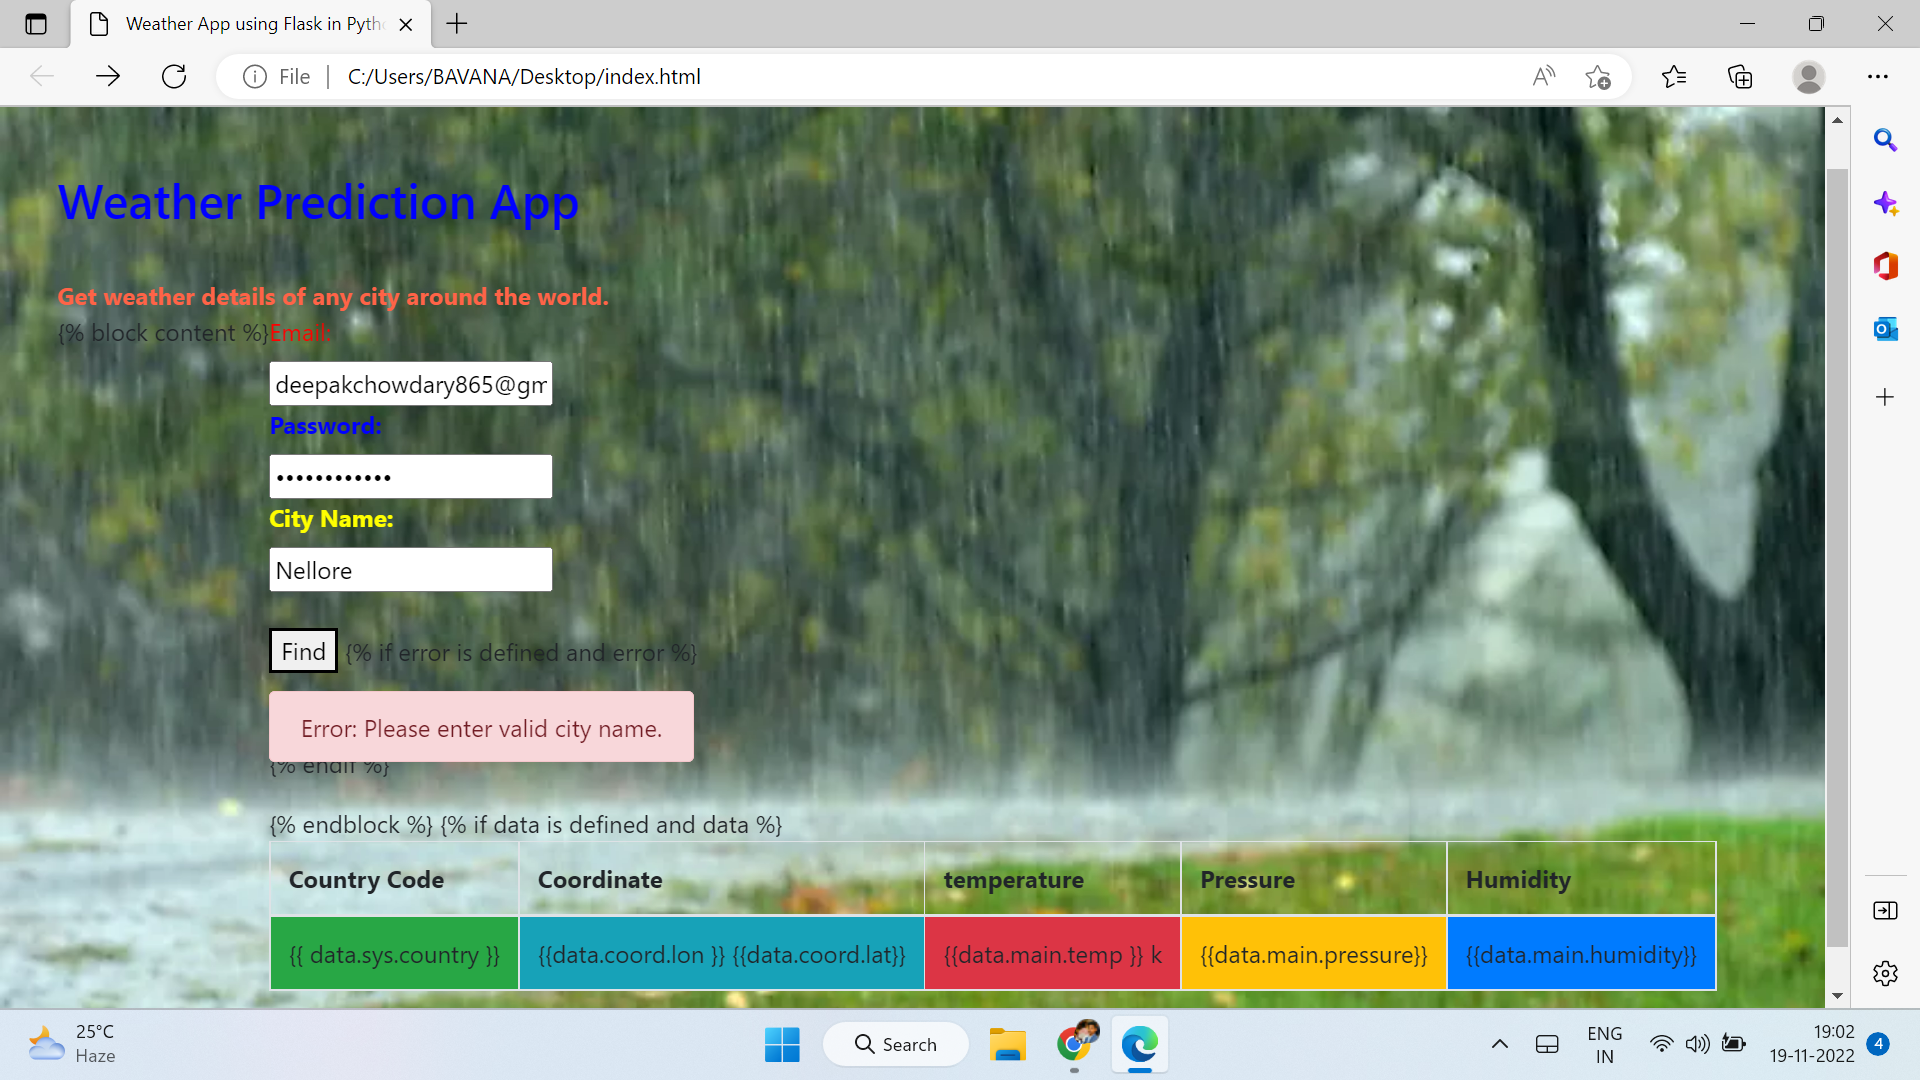 Weather App using Flask in Pyth
File
C:/Users/BAVANA/Desktop/index.html
Weather Prediction App
Get weather details of any city around the world.
{% block content %}Email:
deepakchowdary865@gm
Password:
••••••••••••
City Name:
Nellore
Find {% if error is defined and error %}
Error: Please enter valid city name.
{% endif %}
{% endblock %} {% if data is defined and data %}
Country Code Coordinate temperature Pressure Humidity
{{ data.sys.country }} {{data.coord.lon }} {{data.coord.lat}} {{data.main.temp }} k {{data.main.pressure}} {{data.main.humidity}}
25°C
Haze
Search
ENG
IN
19:02
19-11-2022
4